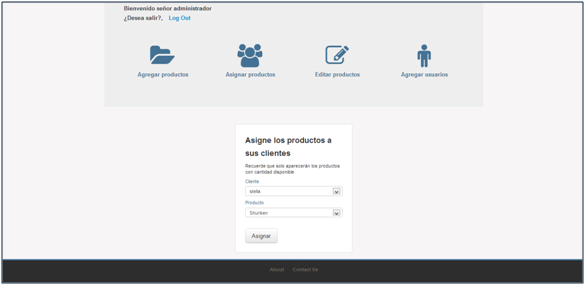 Bienvenido señor administrador
¿Desea salir?, Log Out
Agregar productos Asignar productos Editar productos Agregar usuarios
Asigne los productos a
sus clientes
Recuerde que solo aparecerán los productos
con cantidad disponible
Cliente
stella
Producto
Shuriken
Asignar
About Contact Us